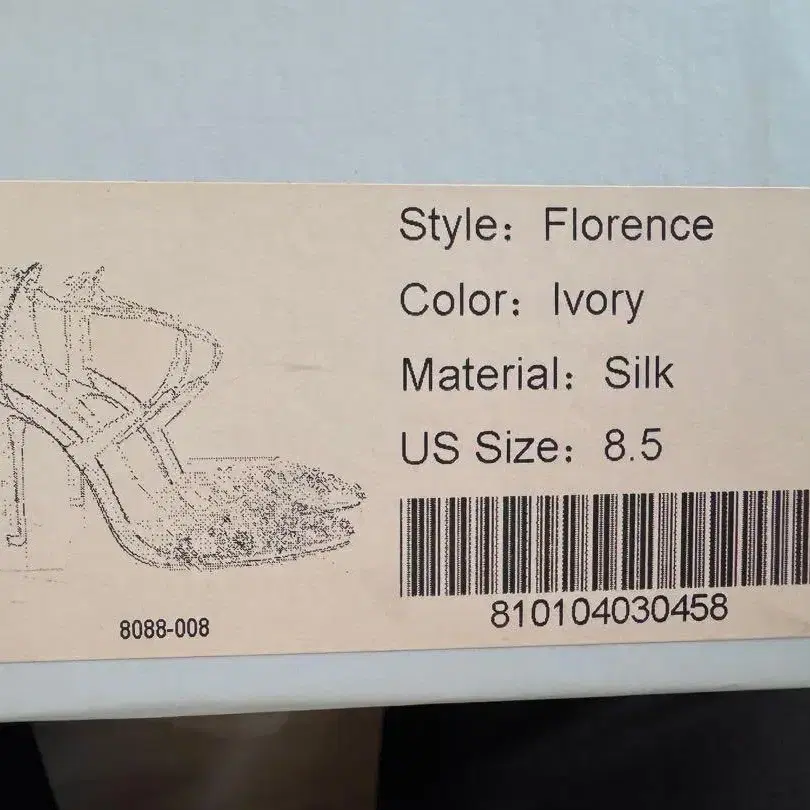 Style: Florence
Color: Ivory
Material: Silk
US Size: 8.5
810104030458
8088-008